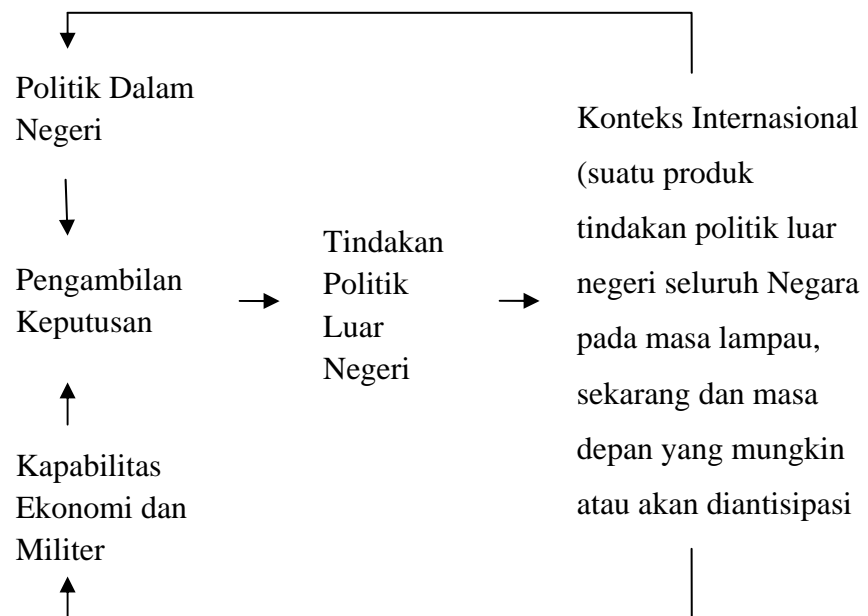 Politik Dalam
Negeri
Pengambilan
Keputusan
Kapabilitas
Ekonomi dan
Militer
Tindakan
Politik
Luar
Negeri
Konteks Internasional
(suatu produk
tindakan politik luar
negeri seluruh Negara
pada masa lampau,
sekarang dan masa
depan yang mungkin
atau akan diantisipasi